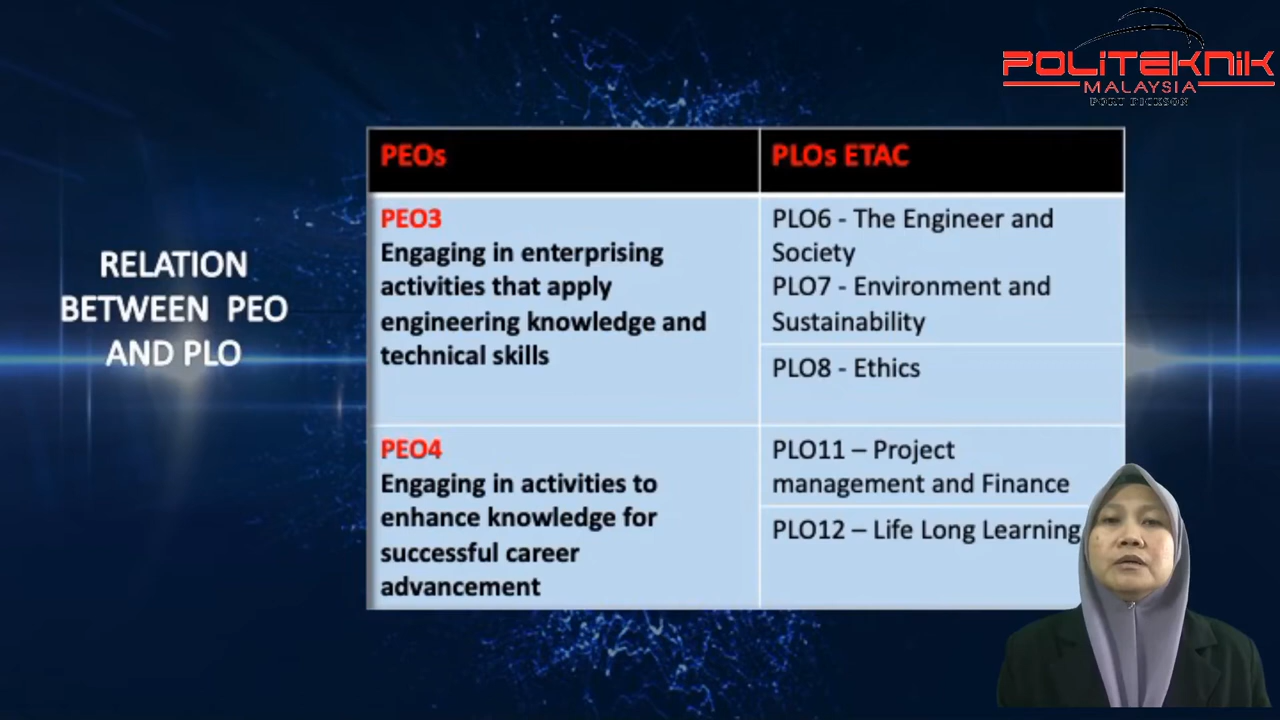 POLITEKNIK
MALAYSIA
PORT DICKSON
RELATION
BETWEEN PEO
AND PLO
PEOs
PLOs ETAC
PEO3
Engaging in enterprising
activities that apply
engineering knowledge and
technical skills
PLO6 - The Engineer and
Society
PLO7 - Environment and
Sustainability
PLO8 - Ethics
PEO4
Engaging in activities to
enhance knowledge for
successful career
advancement
PLO11 – Project
management and Finance
PLO12 – Life Long Learning